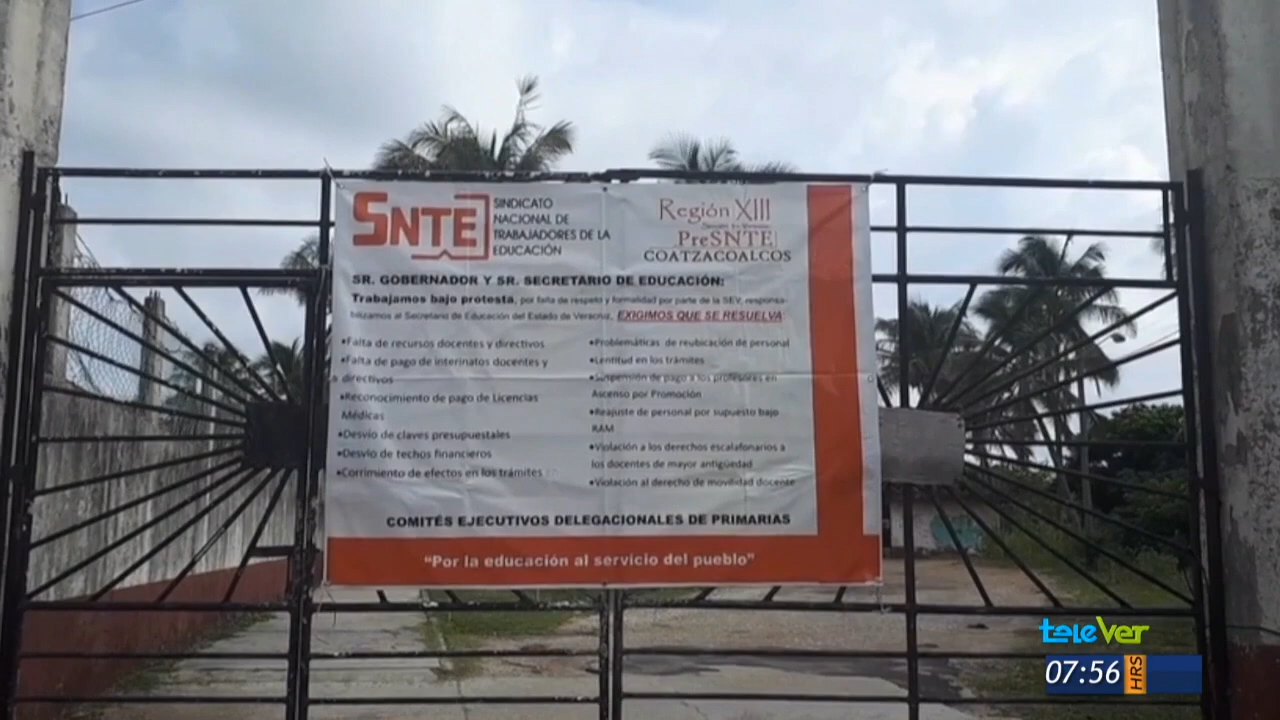 SNTE
SINDICATO
NACIONAL DE
TRABAJADORES DE LA
EDUCACIÓN
Región XIII
PreSNTE
COATZACOALCOS
SR. GOBERNADOR Y SR. SECRETARIO DE EDUCACIÓN:
Trabajamos bajo protesta, por falta de respeto y formalidad por parte de la SEV, responsa-
bilizamos al Secretario de Educación del Estado de Veracruz, EXIGIMOS QUE SE RESUELVA:
•Falta de recursos docentes y directivos
•Falta de pago de interinatos docentes y
directivos
•Reconocimiento de pago de Licencias
Médicas
•Desvío de claves presupuestales
•Desvío de techos financieros
•Corrimiento de efectos en los trámites en
•Problemáticas de reubicación de personal
•Lentitud en los trámites
•Suspensión de pago a los profesores en
Ascenso por Promoción
•Reajuste de personal por supuesto bajo
RAM
•Violación a los derechos escalafonarios a
los docentes de mayor antigüedad
•Violación al derecho de movilidad docente
COMITÉS EJECUTIVOS DELEGACIONALES DE PRIMARIAS
"Por la educación al servicio del pueblo"
teleVer
07:56 HRS